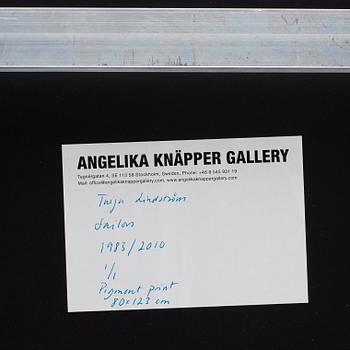 ANGELIKA KNÄPPER GALLERY
Tegnérgatan 4, SE 113 58 Stockholm, Sweden, Phone: +46 8 545 931 19
Mail: office@angelikaknappergallery.com, www.angelikaknappergallery.com
Tuija Lindström
Sailors
1983/2010
1/1
Pigment print
80x123 cm